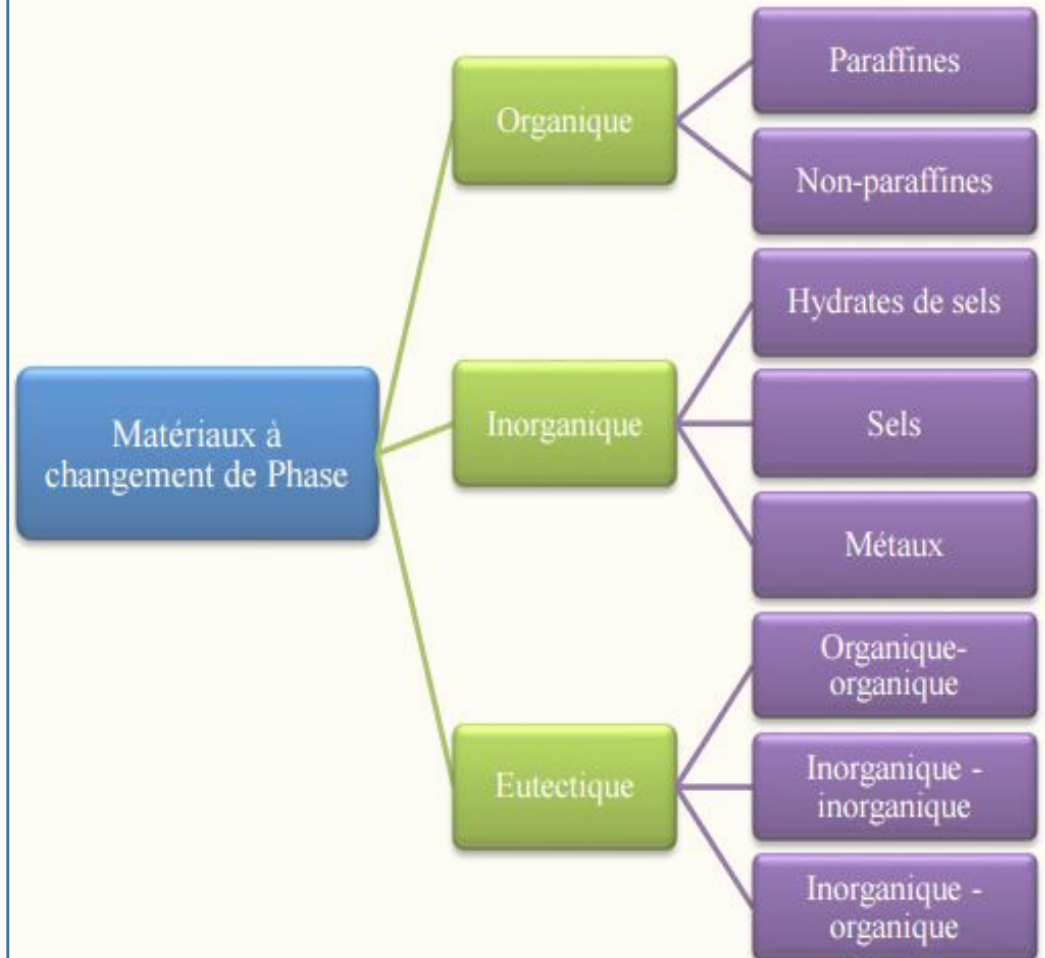 Matériaux à
changement de Phase
Organique
Paraffines
Non-paraffines
Inorganique
Hydrates de sels
Sels
Métaux
Eutectique
Organique-
organique
Inorganique -
inorganique
Inorganique -
organique